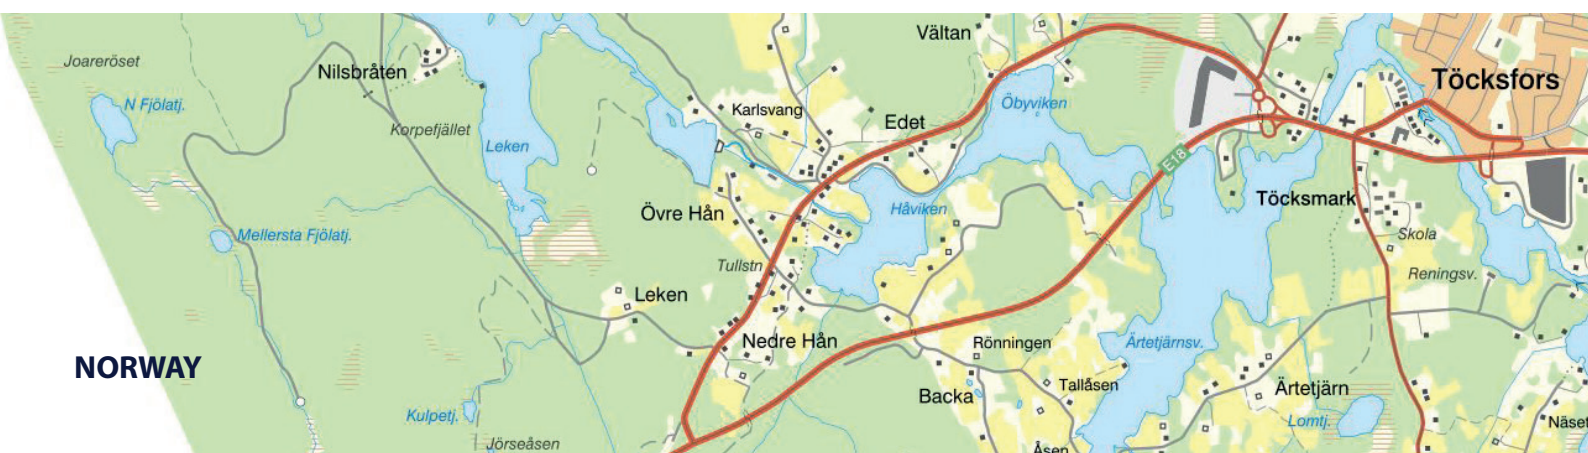 Vältan
Joareröset
Nilsbråten
Töcksfors
N Fjölatj.
Öbyviken
Karlsvang
Edet
Korpefjället
Leken
E18
Töcksmark
Övre Hån
Håviken
Mellersta Fjölatj.
Skola
Tullstn
Reningsv.
Leken
Nedre Hån
Rönningen
Ärtetjärnsv.
NORWAY
Tallåsen
Ärtetjärn
Backa
Kulpetj.
Lomtj.
Näset
Jörseåsen
Åsen